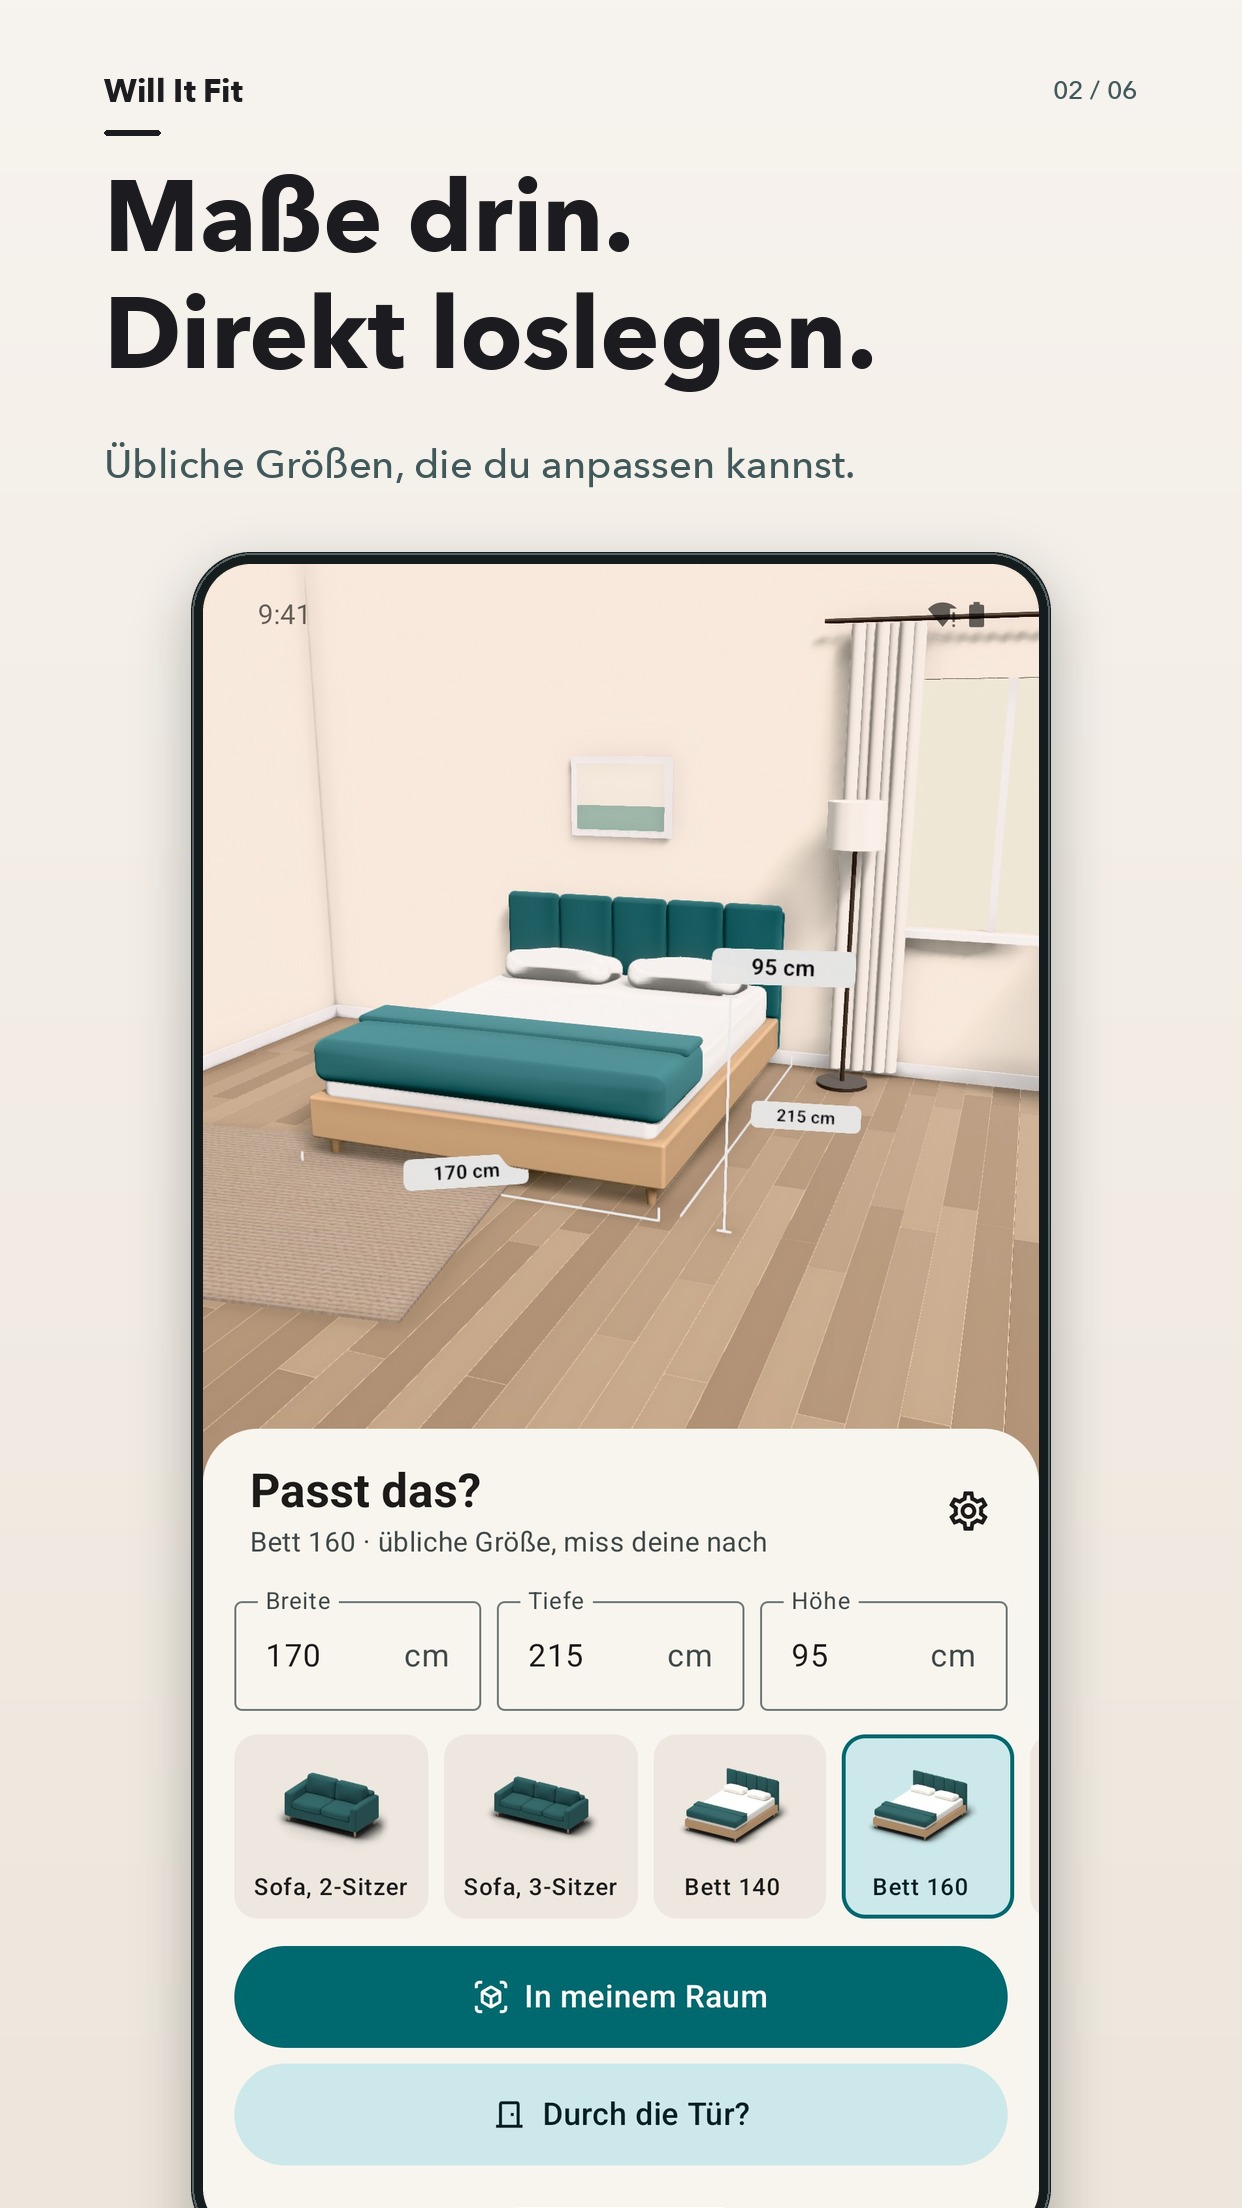 Will It Fit
02 / 06
Maße drin.
Direkt loslegen.
Übliche Größen, die du anpassen kannst.
9:41
95 cm
215 cm
170 cm
Passt das?
Bett 160 · übliche Größe, miss deine nach
Breite
Tiefe
Höhe
170 cm
215 cm
95 cm
Sofa, 2-Sitzer
Sofa, 3-Sitzer
Bett 140
Bett 160
In meinem Raum
Durch die Tür?